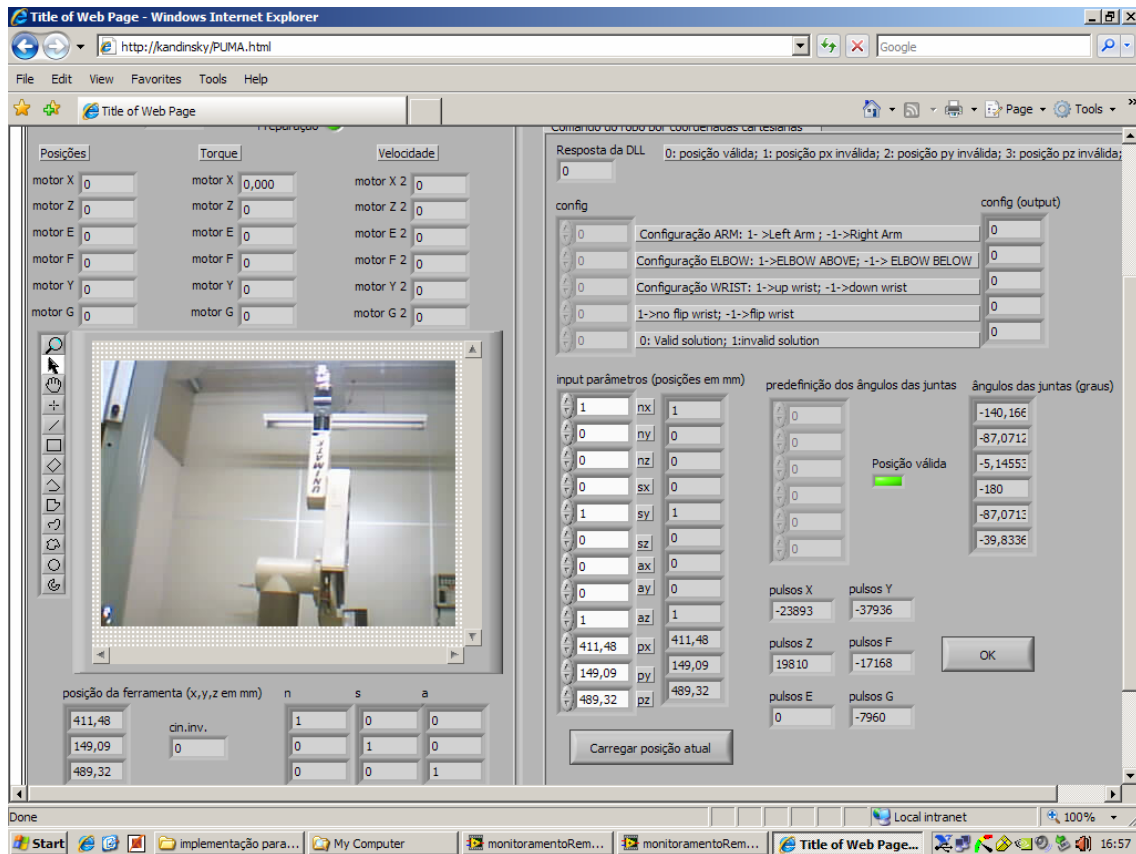 Title of Web Page - Windows Internet Explorer
http://kandinsky/PUMA.html
Google
File Edit View Favorites Tools Help
Title of Web Page
Page Tools
Preparação
Posições Torque Velocidade
motor X 0 motor X 0,000 motor X 2 0
motor Z 0 motor Z 0 motor Z 2 0
motor E 0 motor E 0 motor E 2 0
motor F 0 motor F 0 motor F 2 0
motor Y 0 motor Y 0 motor Y 2 0
motor G 0 motor G 0 motor G 2 0
UNIMATE
posição da ferramenta (x,y,z em mm) n s a
411,48 cin.inv. 1 0 0
149,09 0 0 1 0
489,32 0 0 1
Comando do robô por coordenadas cartesianas
Resposta da DLL 0: posição válida; 1: posição px inválida; 2: posição py inválida; 3: posição pz inválida;
0
config config (output)
0 Configuração ARM: 1- >Left Arm ; -1->Right Arm 0
0 Configuração ELBOW: 1->ELBOW ABOVE; -1-> ELBOW BELOW 0
0 Configuração WRIST: 1->up wrist; -1->down wrist 0
0 1->no flip wrist; -1->flip wrist 0
0 0: Valid solution; 1:invalid solution 0
input parâmetros (posições em mm) predefinição dos ângulos das juntas ângulos das juntas (graus)
1 nx 1 0 -140,166
0 ny 0 0 -87,0712
0 nz 0 0 Posição válida -5,14553
0 sx 0 0 -180
1 sy 1 0 -87,0713
0 sz 0 0 -39,8336
0 ax 0
0 ay 0 pulsos X pulsos Y
1 az 1 -23893 -37936
411,48 px 411,48 pulsos Z pulsos F
149,09 py 149,09 19810 -17168 OK
489,32 pz 489,32 pulsos E pulsos G
0 -7960
Carregar posição atual
Done Local intranet 100%
Start implementação para... My Computer monitoramentoRem... monitoramentoRem... Title of Web Page... 16:57